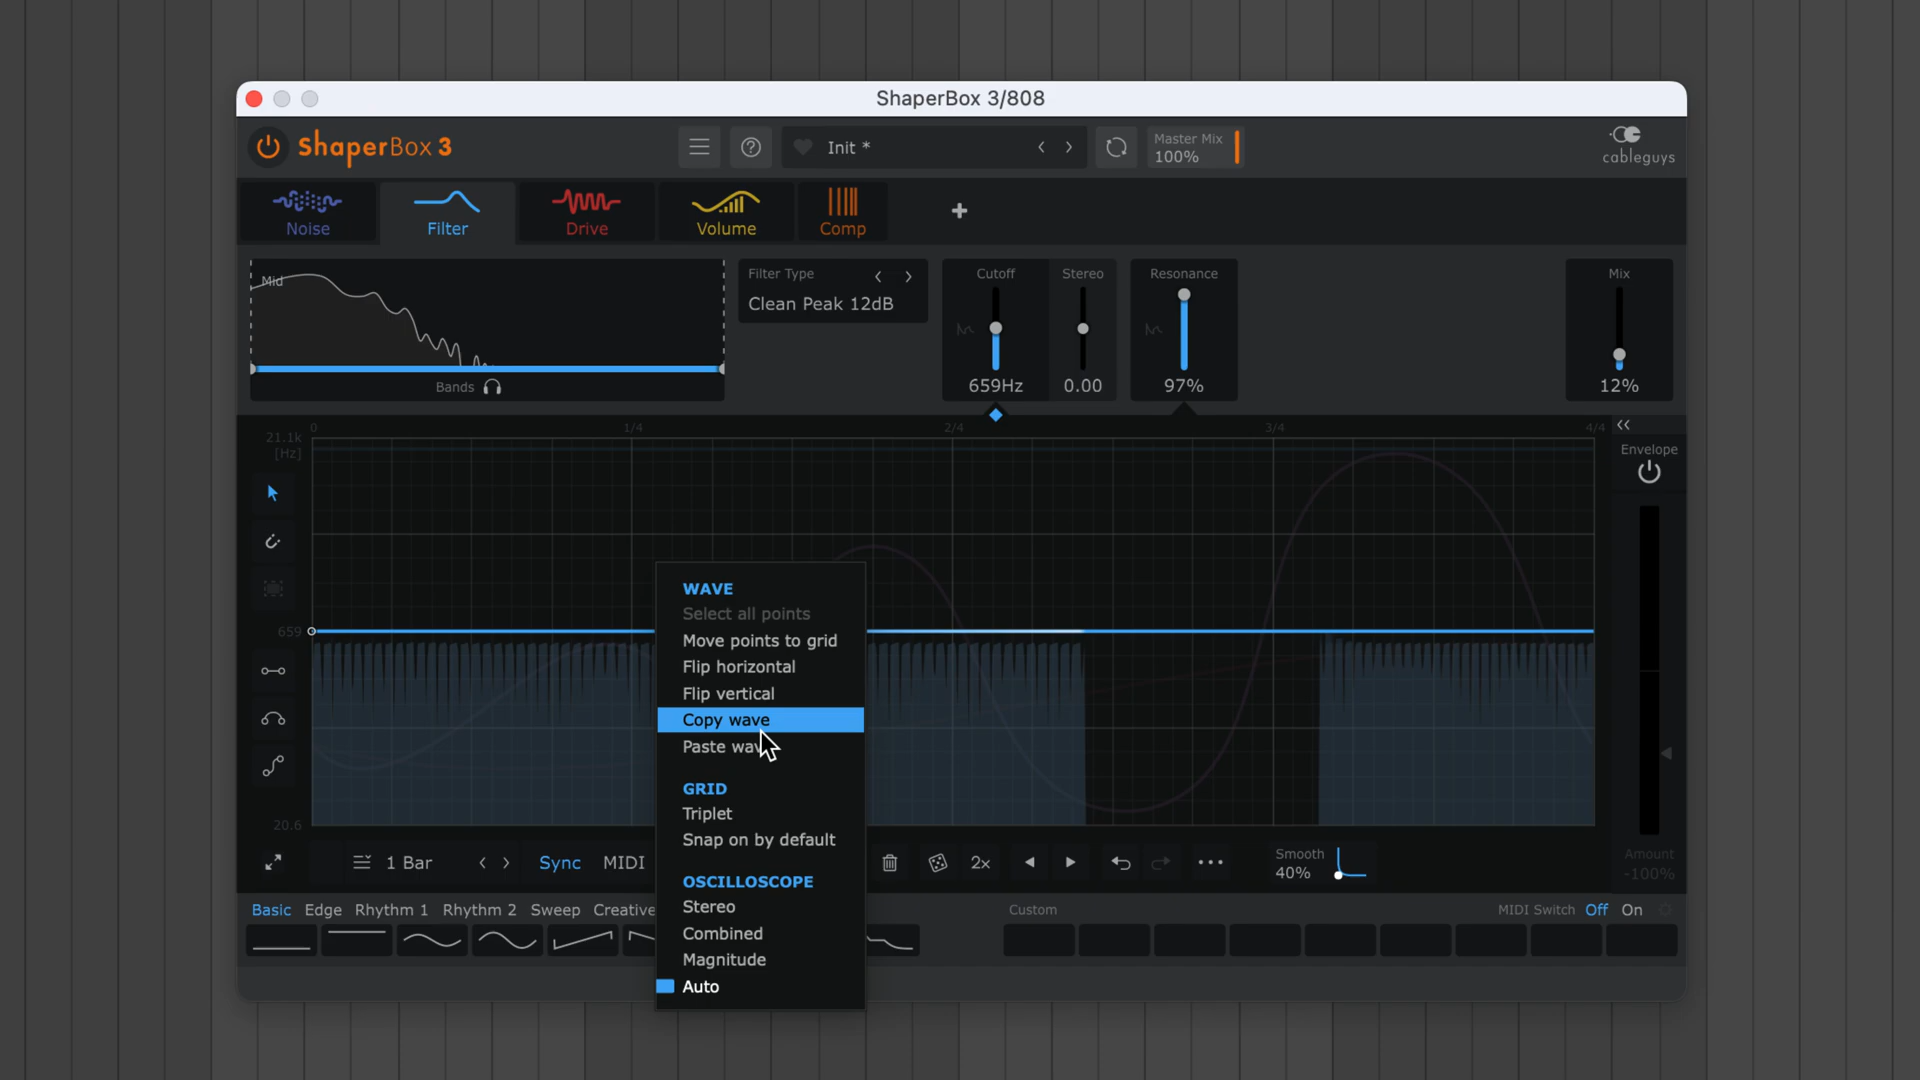 ShaperBox 3/808
ShaperBox 3
Init *
Master Mix
100%
cableguys
Noise
Filter
Drive
Volume
Comp
Mid
Bands
Filter Type
Clean Peak 12dB
Cutoff
659Hz
Stereo
0.00
Resonance
97%
Mix
12%
0
1/4
2/4
3/4
4/4
21.1k
[Hz]
659
20.6
Envelope
Amount
-100%
WAVE
Select all points
Move points to grid
Flip horizontal
Flip vertical
Copy wave
Paste wav
GRID
Triplet
Snap on by default
OSCILLOSCOPE
Stereo
Combined
Magnitude
Auto
1 Bar
Sync
MIDI
2x
Smooth
40%
Basic
Edge
Rhythm 1
Rhythm 2
Sweep
Creative
Custom
MIDI Switch
Off
On